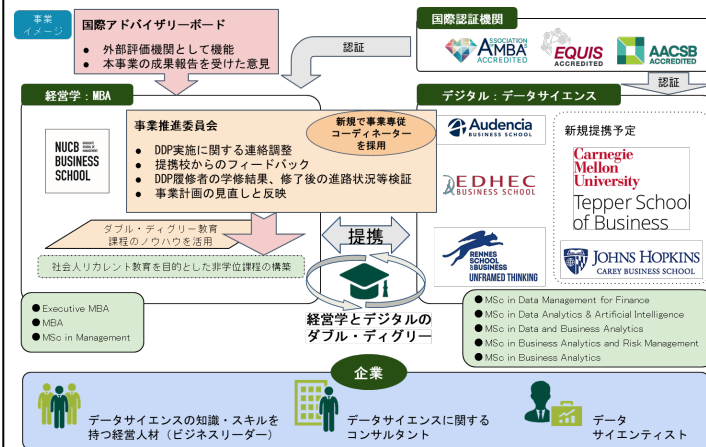 事業
イメージ
国際アドバイザリーボード
● 外部評価機関として機能
● 本事業の成果報告を受けた意見
認証
国際認証機関
ASSOCIATION
AMBA
ACCREDITED
EQUIS
ACCREDITED
AACSB
ACCREDITED
認証
経営学：MBA
NUCB
BUSINESS
SCHOOL
事業推進委員会
新規で事業専従
コーディネーター
を採用
● DDP実施に関する連絡調整
● 提携校からのフィードバック
● DDP履修者の学修結果、修了後の進路状況等検証
● 事業計画の見直しと反映
ダブル・ディグリー教育
課程のノウハウを活用
社会人リカレント教育を目的とした非学位課程の構築
● Executive MBA
● MBA
● MSc in Management
提携
経営学とデジタルの
ダブル・ディグリー
デジタル：データサイエンス
Audencia
BUSINESS SCHOOL
EDHEC
BUSINESS SCHOOL
RENNES
SCHOOL
OF BUSINESS
UNFRAMED THINKING
新規提携予定
Carnegie
Mellon
University
Tepper School
of Business
JOHNS HOPKINS
CAREY BUSINESS SCHOOL
● MSc in Data Management for Finance
● MSc in Data Analytics & Artificial Intelligence
● MSc in Data and Business Analytics
● MSc in Business Analytics and Risk Management
● MSc in Business Analytics
企業
データサイエンスの知識・スキルを
持つ経営人材（ビジネスリーダー）
データサイエンスに関する
コンサルタント
データ
サイエンティスト